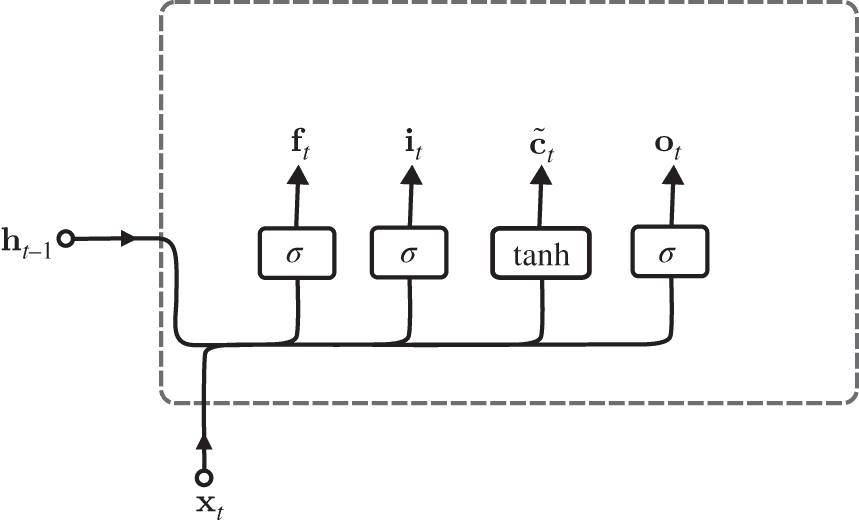 f_t i_t c̃_t o_t
h_{t–1} σ σ tanh σ
x_t